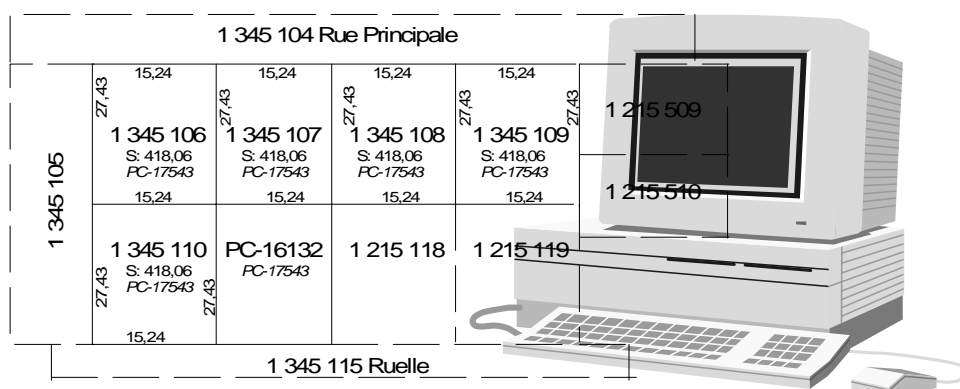 1 345 104 Rue Principale
15,24 15,24 15,24 15,24
27,43 27,43 27,43 27,43 27,43
1 345 106 1 345 107 1 345 108 1 345 109 1 215 509
S: 418,06 S: 418,06 S: 418,06 S: 418,06
PC-17543 PC-17543 PC-17543 PC-17543
1 345 105
15,24 15,24 15,24 15,24 1 215 510
1 345 110 PC-16132 1 215 118 1 215 119
S: 418,06 PC-17543
PC-17543
27,43 27,43
15,24
1 345 115 Ruelle